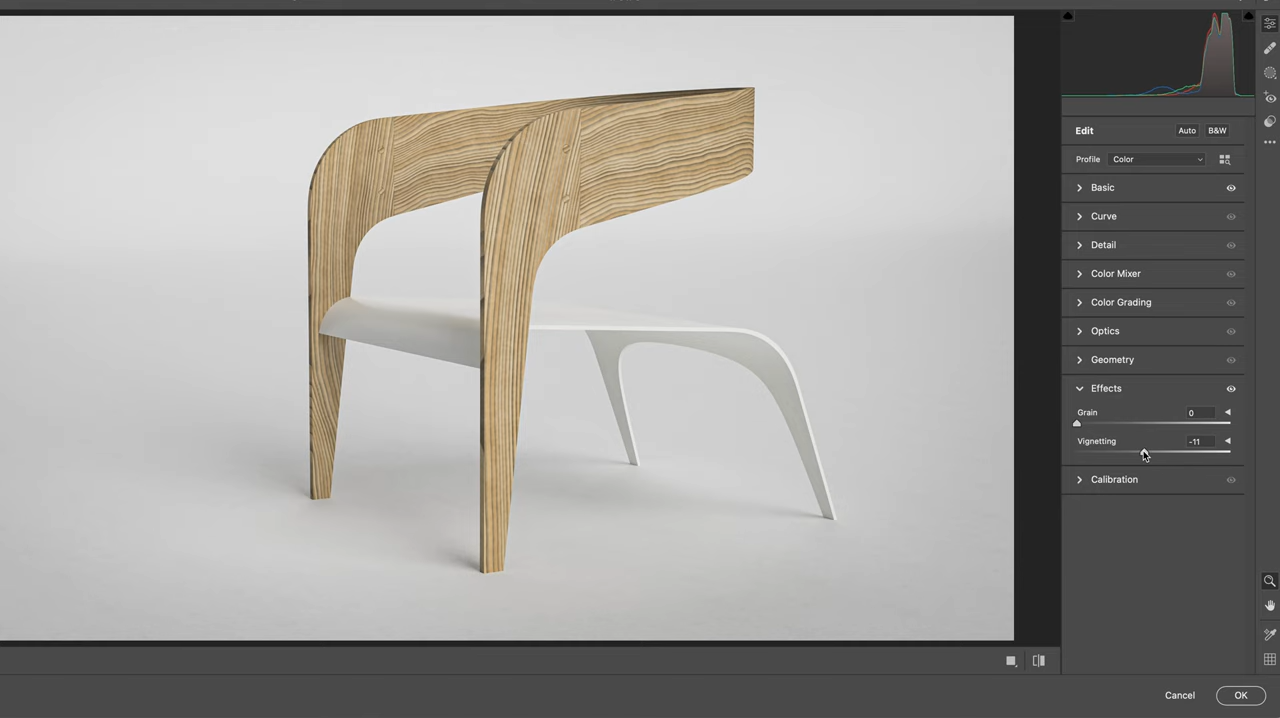 Edit Auto B&W
Profile Color
Basic
Curve
Detail
Color Mixer
Color Grading
Optics
Geometry
Effects
Grain 0
Vignetting -11
Calibration
Cancel OK